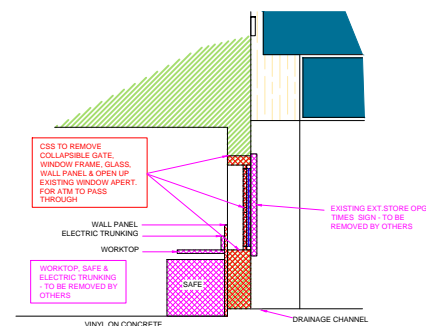 CSS TO REMOVE
COLLAPSIBLE GATE,
WINDOW FRAME, GLASS,
WALL PANEL & OPEN UP
EXISTING WINDOW APERT.
FOR ATM TO PASS
THROUGH
WALL PANEL
ELECTRIC TRUNKING
WORKTOP
WORKTOP, SAFE &
ELECTRIC TRUNKING
- TO BE REMOVED BY
OTHERS
SAFE
EXISTING EXT.STORE OPG
TIMES SIGN - TO BE
REMOVED BY OTHERS
DRAINAGE CHANNEL
VINYL ON CONCRETE